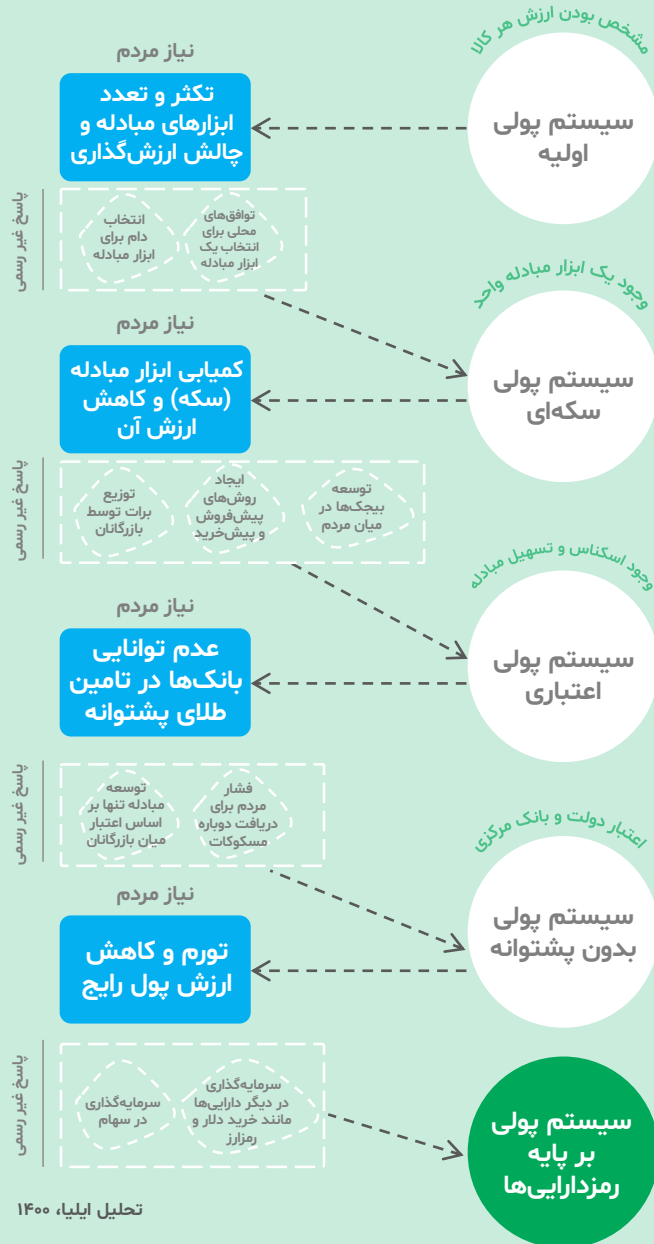 مشخص بودن ارزش هر کالا
سیستم پولی
اولیه
نیاز مردم
تکثر و تعدد
ابزارهای مبادله و
چالش ارزش‌گذاری
پاسخ غیر رسمی
توافق‌های
محلی برای
انتخاب یک
ابزار مبادله
انتخاب
دام برای
ابزار مبادله
وجود یک ابزار مبادله واحد
سیستم پولی
سکه‌ای
نیاز مردم
کمیابی ابزار مبادله
(سکه) و کاهش
ارزش آن
پاسخ غیر رسمی
توسعه
بیجک‌ها در
میان مردم
ایجاد
روش‌های
پیش‌فروش
و پیش‌خرید
توزیع
برات توسط
بازرگانان
وجود اسکناس و تسهیل مبادله
سیستم پولی
اعتباری
نیاز مردم
عدم توانایی
بانک‌ها در تامین
طلای پشتوانه
پاسخ غیر رسمی
فشار
مردم برای
دریافت دوباره
مسکوکات
توسعه
مبادله تنها بر
اساس اعتبار
میان بازرگانان
اعتبار دولت و بانک مرکزی
سیستم پولی
بدون پشتوانه
نیاز مردم
تورم و کاهش
ارزش پول رایج
پاسخ غیر رسمی
سرمایه‌گذاری
در دیگر دارایی‌ها
مانند خرید دلار و
رمزارز
سرمایه‌گذاری
در سهام
سیستم پولی
بر پایه
رمزدارایی‌ها
تحلیل ایلیا، ۱۴۰۰